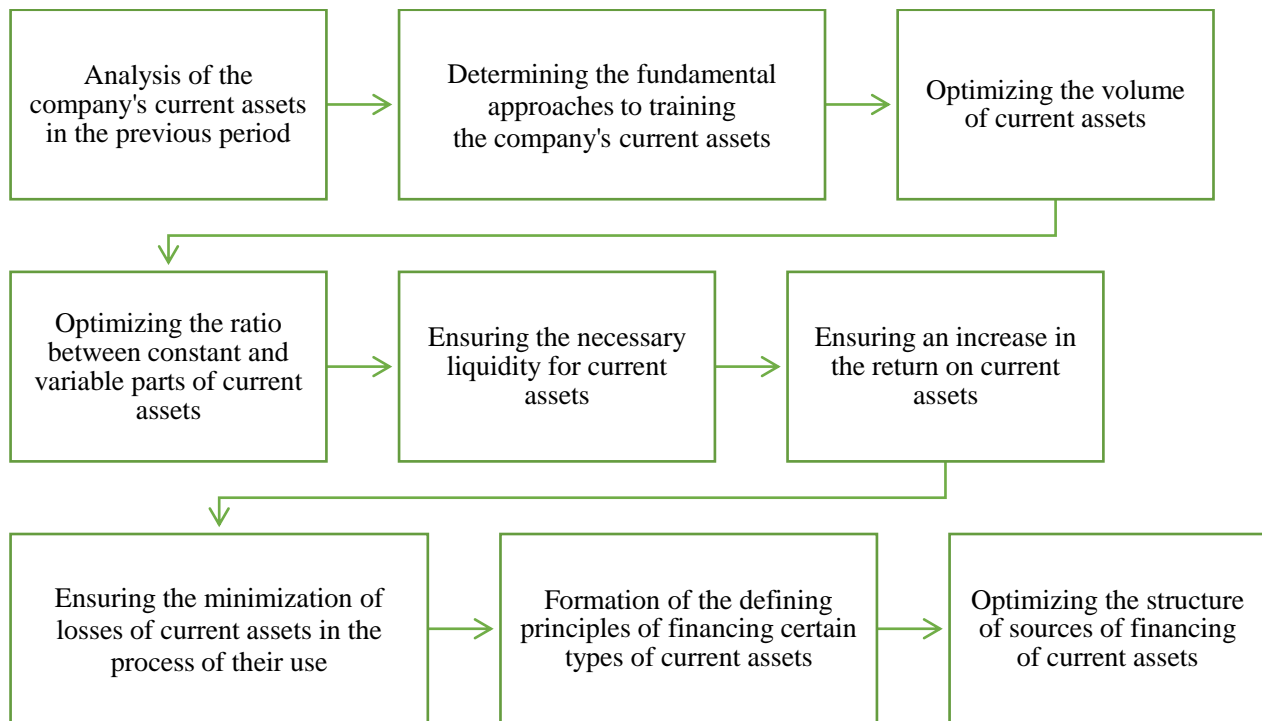 Analysis of the
company's current assets
in the previous period
Determining the fundamental
approaches to training
the company's current assets
Optimizing the volume
of current assets
Optimizing the ratio
between constant and
variable parts of current
assets
Ensuring the necessary
liquidity for current
assets
Ensuring an increase in
the return on current
assets
Ensuring the minimization of
losses of current assets in the
process of their use
Formation of the defining
principles of financing certain
types of current assets
Optimizing the structure
of sources of financing
of current assets